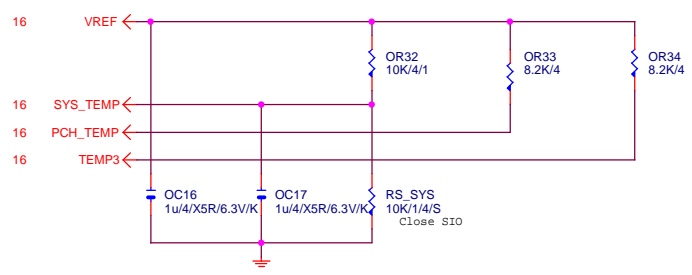 16 VREF
OR32
10K/4/1
OR33
8.2K/4
OR34
8.2K/4
16 SYS_TEMP
16 PCH_TEMP
16 TEMP3
OC16
1u/4/X5R/6.3V/K
OC17
1u/4/X5R/6.3V/K
RS_SYS
10K/1/4/S
Close SIO